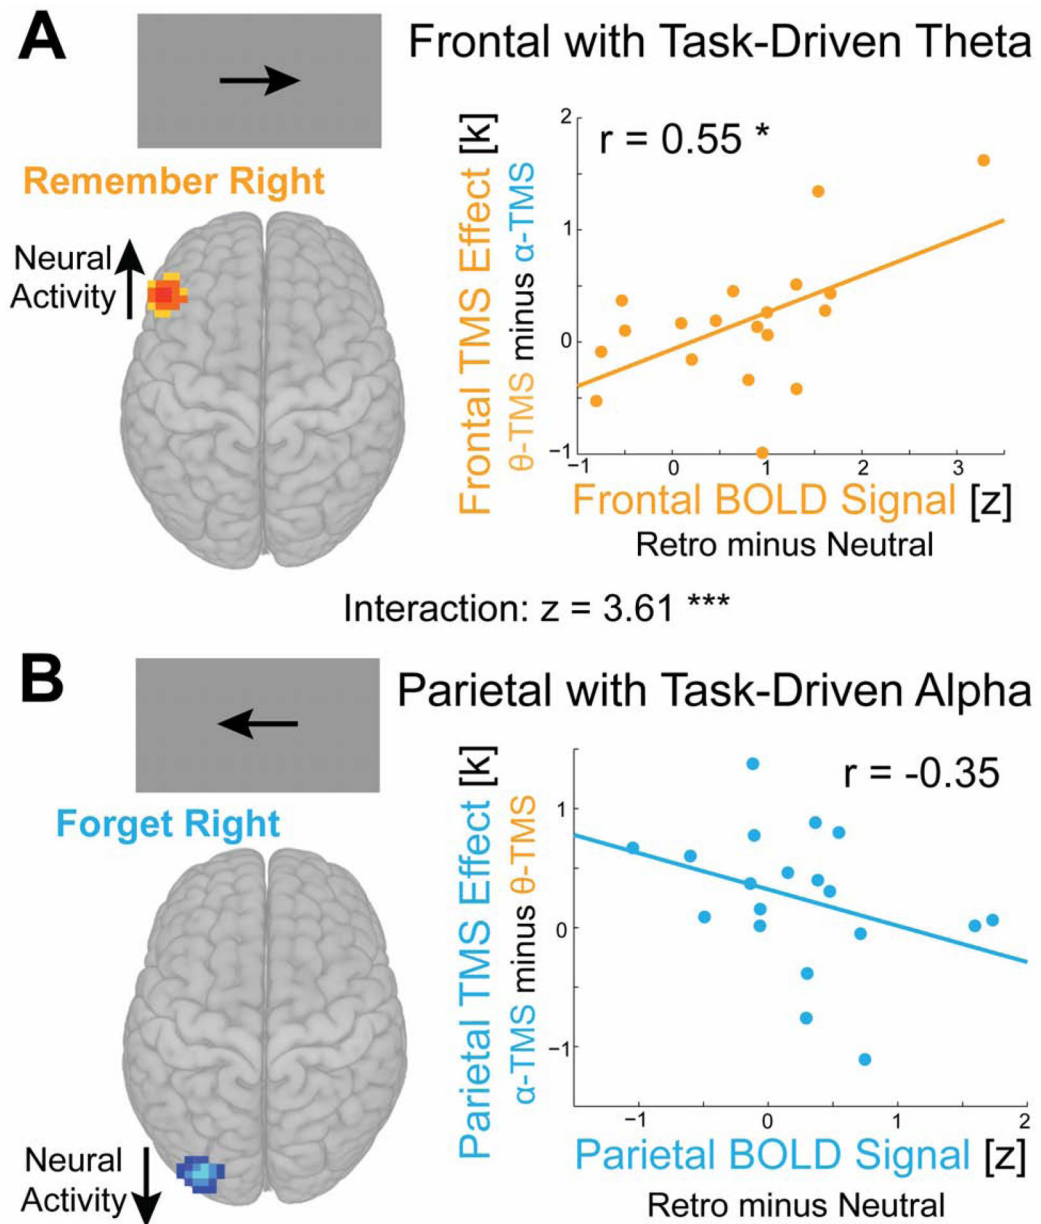 A
Frontal with Task-Driven Theta
Remember Right
Neural
Activity
Frontal TMS Effect [k]
θ-TMS minus α-TMS
r = 0.55 *
2
1
0
−1
−1 0 1 2 3
Frontal BOLD Signal [z]
Retro minus Neutral
Interaction: z = 3.61 ***
B
Parietal with Task-Driven Alpha
Forget Right
Neural
Activity
Parietal TMS Effect [k]
α-TMS minus θ-TMS
r = -0.35
1
0
−1
−1 0 1 2
Parietal BOLD Signal [z]
Retro minus Neutral